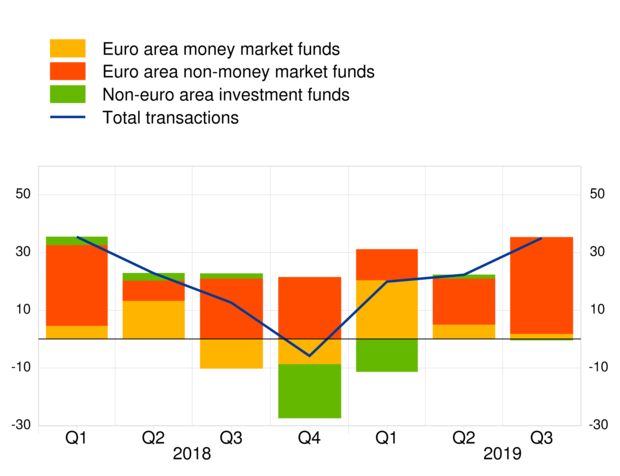 Euro area money market funds
Euro area non-money market funds
Non-euro area investment funds
Total transactions
50 50
30 30
10 10
-10 -10
-30 -30
Q1 Q2 Q3 Q4 Q1 Q2 Q3
2018 2019